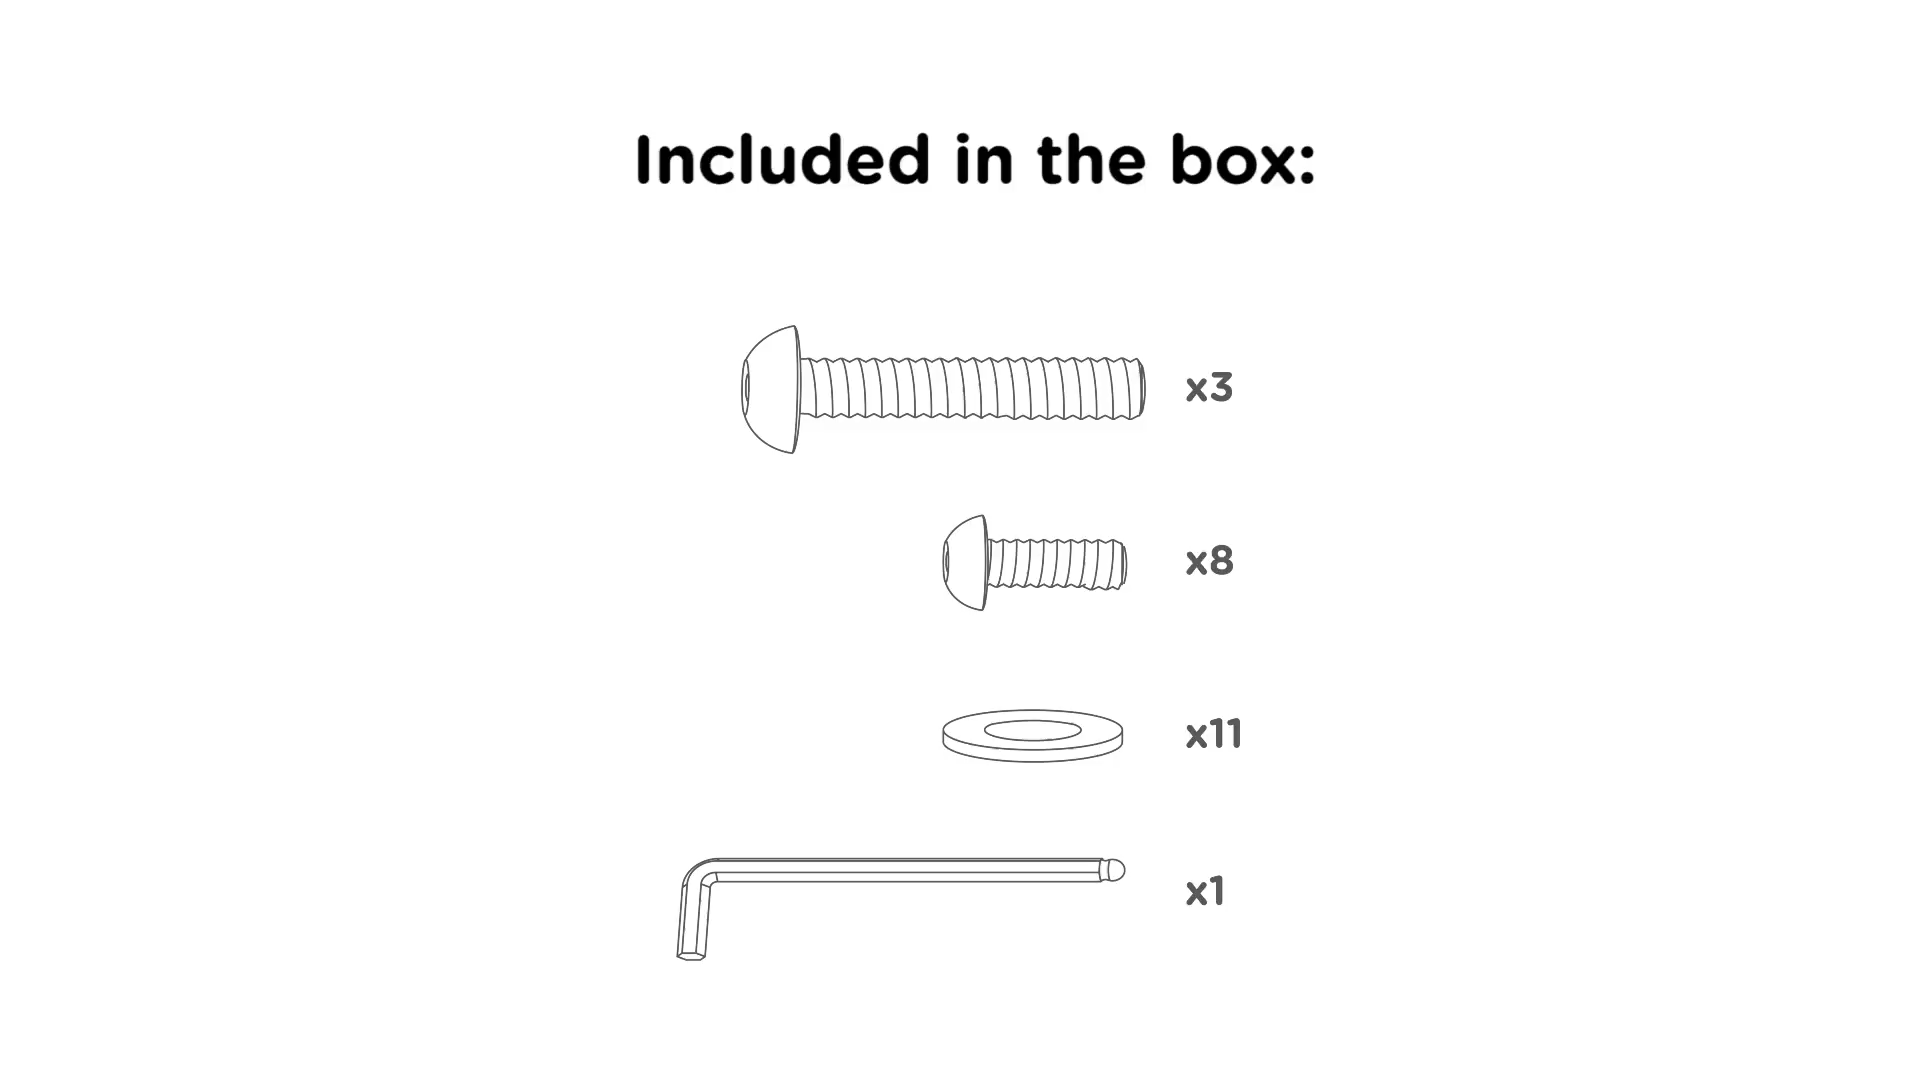 Included in the box:
x3
x8
x11
x1